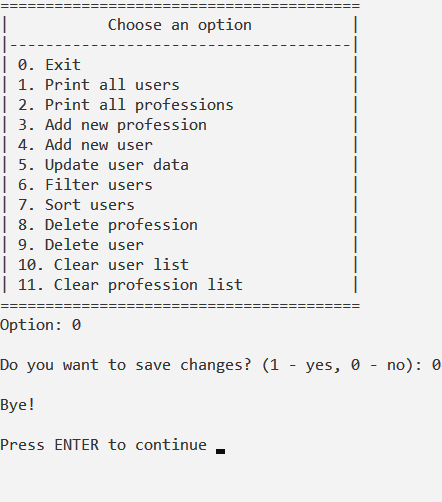 ========================================
|           Choose an option           |
|--------------------------------------|
| 0. Exit                              |
| 1. Print all users                   |
| 2. Print all professions             |
| 3. Add new profession                |
| 4. Add new user                      |
| 5. Update user data                  |
| 6. Filter users                      |
| 7. Sort users                        |
| 8. Delete profession                 |
| 9. Delete user                       |
| 10. Clear user list                  |
| 11. Clear profession list            |
========================================
Option: 0
Do you want to save changes? (1 - yes, 0 - no): 0
Bye!
Press ENTER to continue